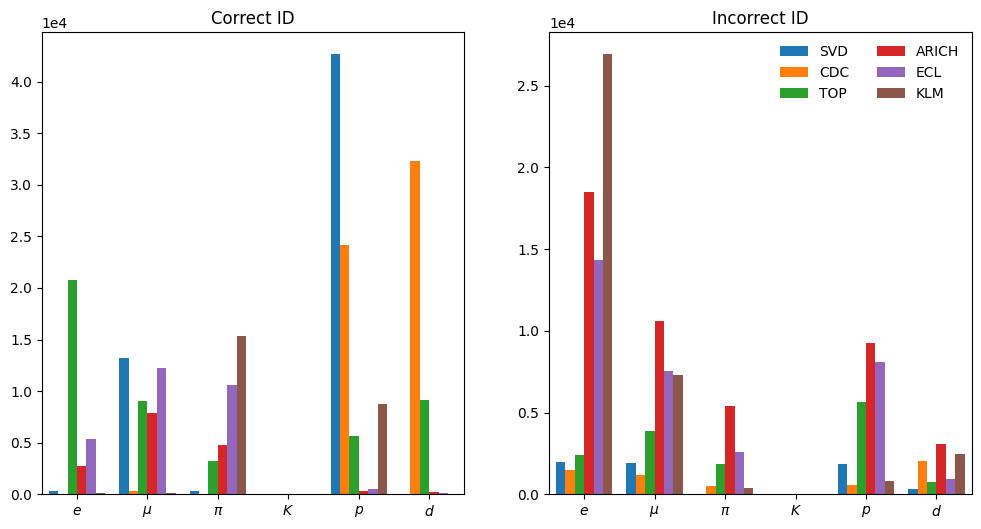 Correct ID
1e4
4.0
3.5
3.0
2.5
2.0
1.5
1.0
0.5
0.0
e μ π K p d
Incorrect ID
1e4
SVD ARICH
CDC ECL
TOP KLM
2.5
2.0
1.5
1.0
0.5
0.0
e μ π K p d